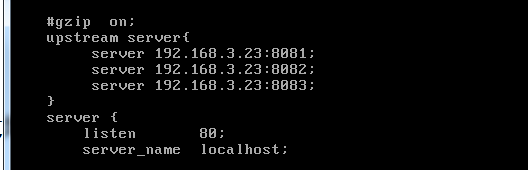 #gzip  on;
upstream server{
     server 192.168.3.23:8081;
     server 192.168.3.23:8082;
     server 192.168.3.23:8083;
}
server {
    listen       80;
    server_name  localhost;